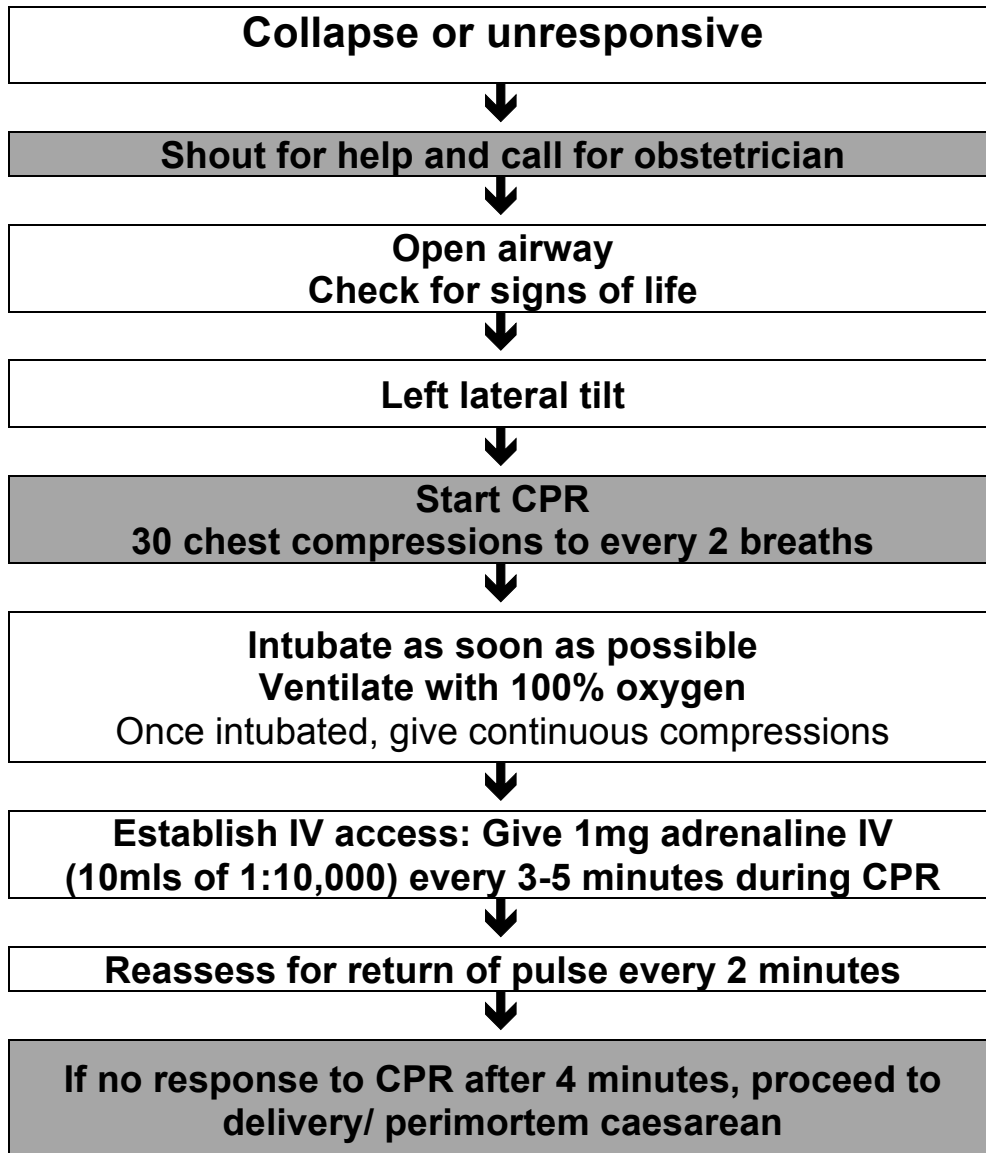 Collapse or unresponsive
Shout for help and call for obstetrician
Open airway
Check for signs of life
Left lateral tilt
Start CPR
30 chest compressions to every 2 breaths
Intubate as soon as possible
Ventilate with 100% oxygen
Once intubated, give continuous compressions
Establish IV access: Give 1mg adrenaline IV
(10mls of 1:10,000) every 3-5 minutes during CPR
Reassess for return of pulse every 2 minutes
If no response to CPR after 4 minutes, proceed to
delivery/ perimortem caesarean